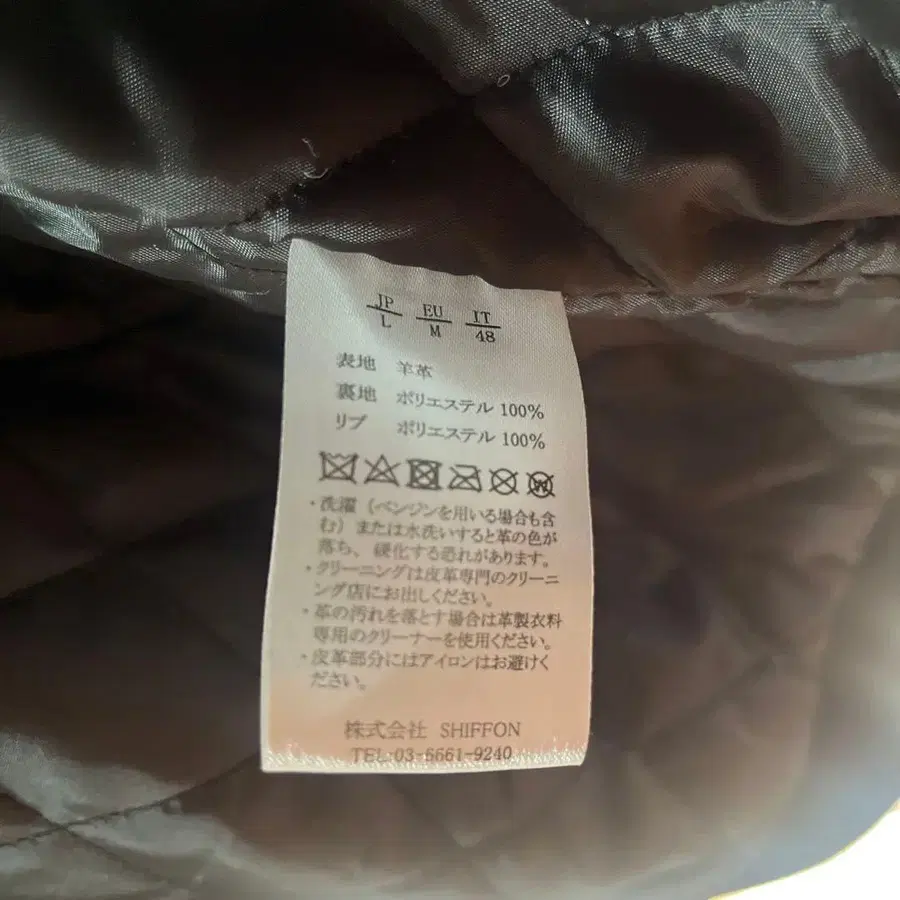 JP EU IT
L M 48
表地 羊革
裏地 ポリエステル 100%
リブ ポリエステル 100%
W
・洗濯（ベンジンを用いる場合も含
む）または水洗いすると革の色が
落ち、硬化する恐れがあります。
・クリーニングは皮革専門のクリーニ
ング店にお出しください。
・革の汚れを落とす場合は革製衣料
専用のクリーナーを使用ください。
・皮革部分にはアイロンはお避けく
ださい。
株式会社 SHIFFON
TEL:03-6661-9240